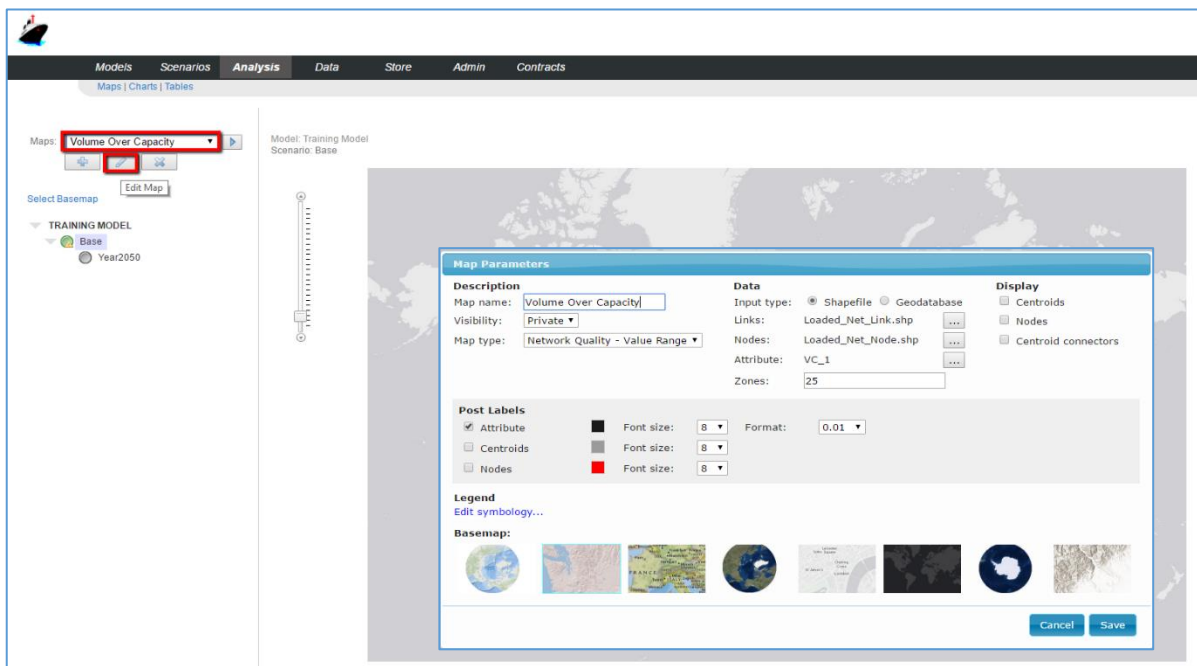 Models Scenarios Analysis Data Store Admin Contracts
Maps | Charts | Tables
Maps: Volume Over Capacity
Edit Map
Select Basemap
TRAINING MODEL
Base
Year2050
Model: Training Model
Scenario: Base
Map Parameters
Description
Map name: Volume Over Capacity
Visibility: Private
Map type: Network Quality - Value Range
Data
Input type: Shapefile Geodatabase
Links: Loaded_Net_Link.shp ...
Nodes: Loaded_Net_Node.shp ...
Attribute: VC_1 ...
Zones: 25
Display
Centroids
Nodes
Centroid connectors
Post Labels
Attribute Font size: 8 Format: 0.01
Centroids Font size: 8
Nodes Font size: 8
Legend
Edit symbology...
Basemap:
FRANCE
Cancel Save